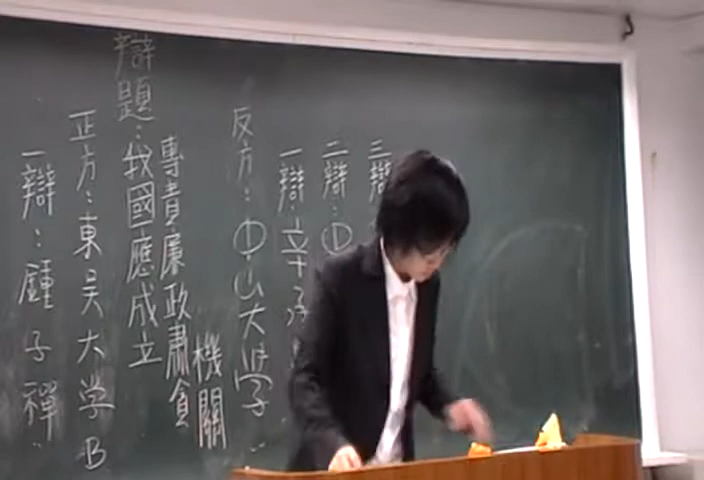 辯題：我國應成立
專責廉政肅貪
機關
正方：東吳大学B
一辯：鍾子禪
反方：中山大学
一辯：辛
二辯：
三辯